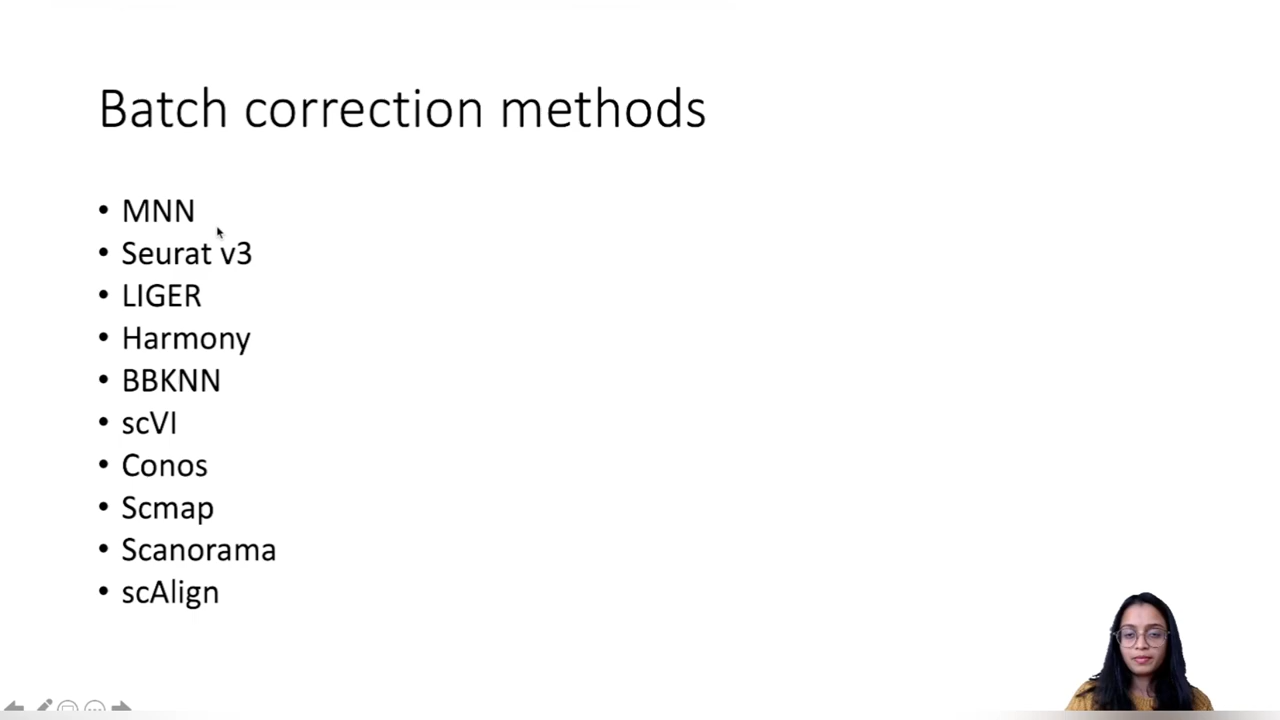 Batch correction methods
• MNN
• Seurat v3
• LIGER
• Harmony
• BBKNN
• scVI
• Conos
• Scmap
• Scanorama
• scAlign